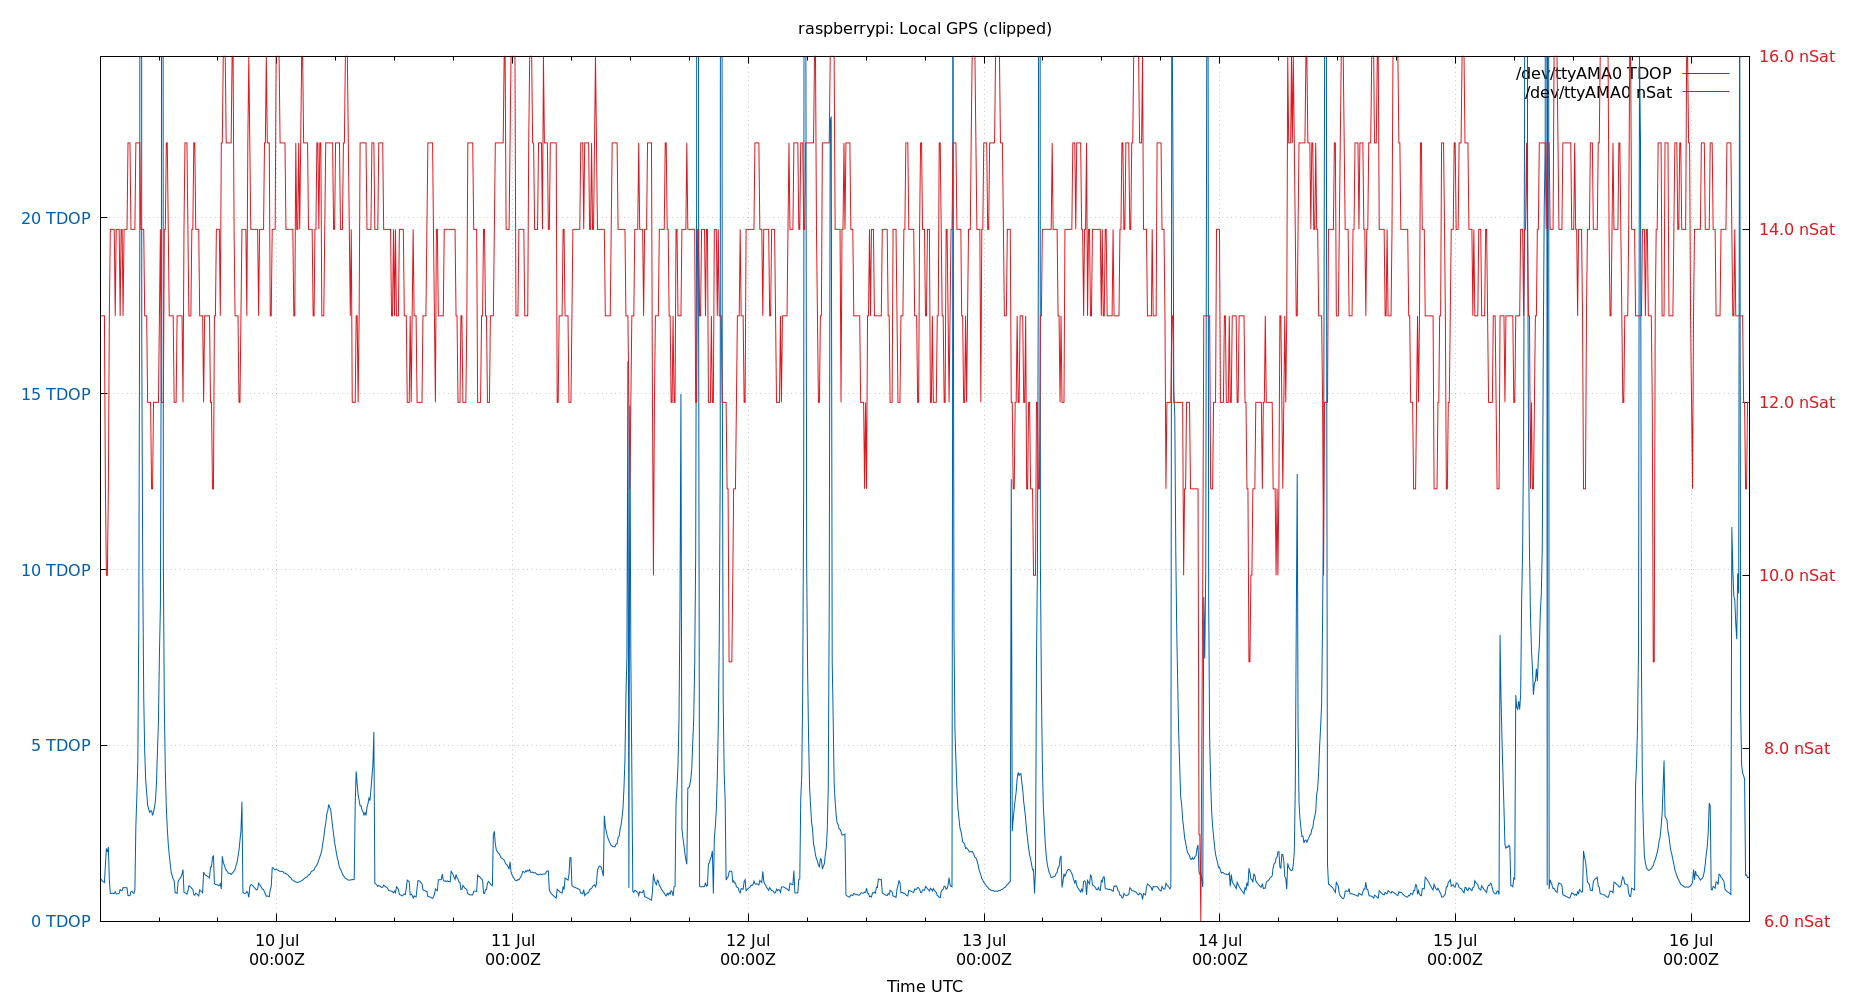 raspberrypi: Local GPS (clipped)
16.0 nSat
/dev/ttyAMA0 TDOP
/dev/ttyAMA0 nSat
20 TDOP
14.0 nSat
15 TDOP
12.0 nSat
10 TDOP
10.0 nSat
5 TDOP
8.0 nSat
0 TDOP
6.0 nSat
10 Jul
00:00Z
11 Jul
00:00Z
12 Jul
00:00Z
13 Jul
00:00Z
14 Jul
00:00Z
15 Jul
00:00Z
16 Jul
00:00Z
Time UTC